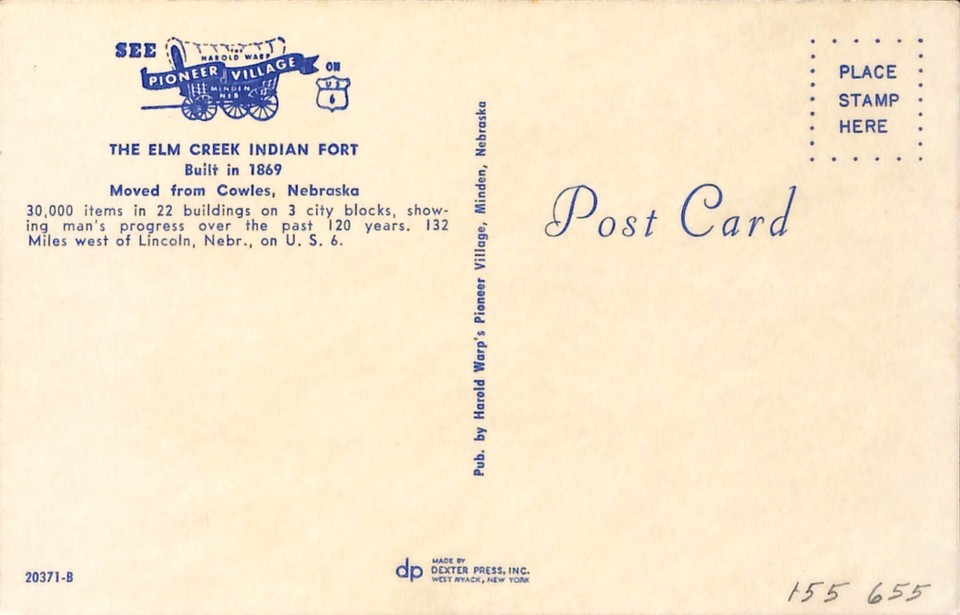 SEE
HAROLD WARP
PIONEER VILLAGE
MINDEN
NEB
ON
US
6
THE ELM CREEK INDIAN FORT
Built in 1869
Moved from Cowles, Nebraska
30,000 items in 22 buildings on 3 city blocks, show-
ing man's progress over the past 120 years. 132
Miles west of Lincoln, Nebr., on U. S. 6.
20371-B
Pub. by Harold Warp's Pioneer Village, Minden, Nebraska
dp
MADE BY
DEXTER PRESS, INC.
WEST NYACK, NEW YORK
PLACE
STAMP
HERE
Post Card
155 655